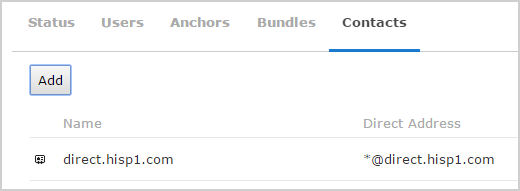 Status Users Anchors Bundles Contacts
Add
Name Direct Address
direct.hisp1.com *@direct.hisp1.com